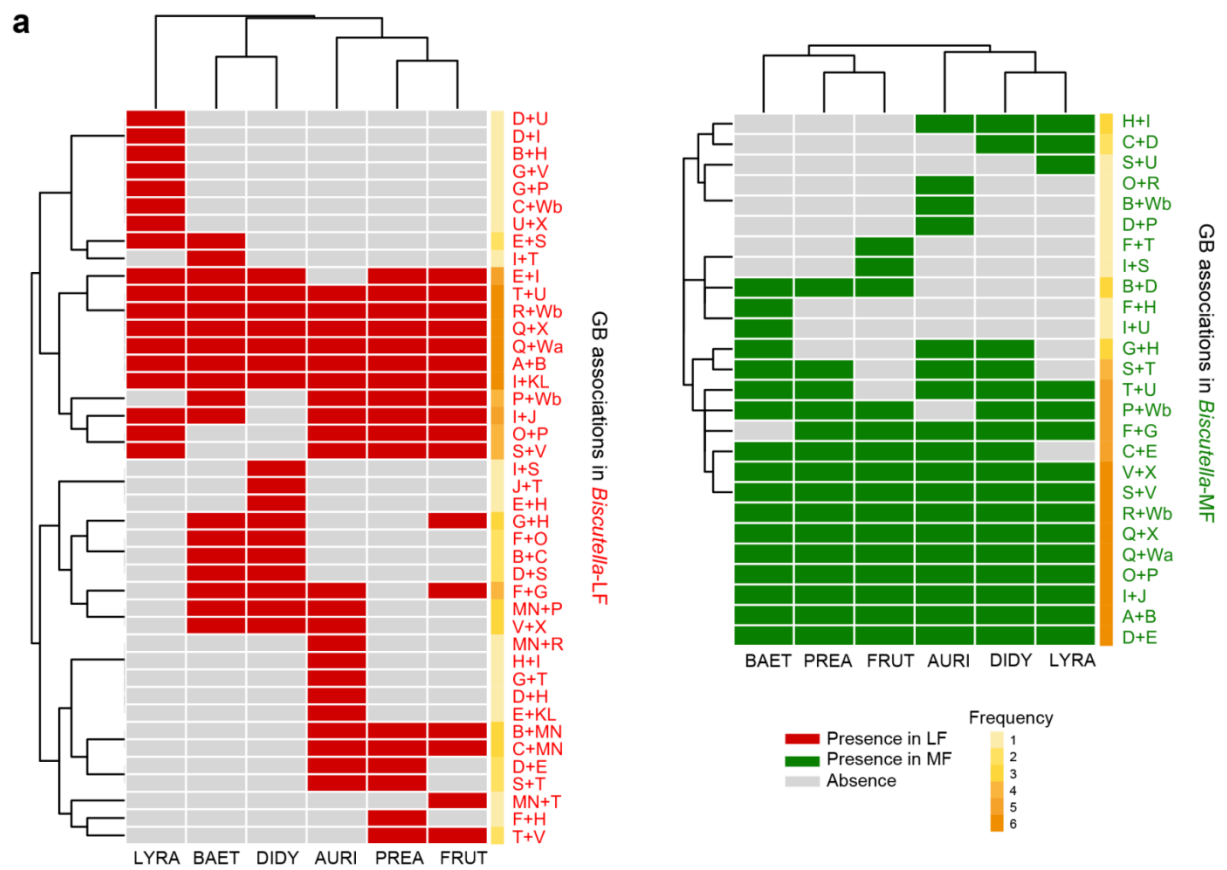 a
D+U
D+I
B+H
G+V
G+P
C+Wb
U+X
E+S
I+T
E+I
T+U
R+Wb
Q+X
Q+Wa
A+B
I+KL
P+Wb
I+J
O+P
S+V
I+S
J+T
E+H
G+H
F+O
B+C
D+S
F+G
MN+P
V+X
MN+R
H+I
G+T
D+H
E+KL
B+MN
C+MN
D+E
S+T
MN+T
F+H
T+V
LYRA BAET DIDY AURI PREA FRUT
GB associations in Biscutella-LF
H+I
C+D
S+U
O+R
B+Wb
D+P
F+T
I+S
B+D
F+H
I+U
G+H
S+T
T+U
P+Wb
F+G
C+E
V+X
S+V
R+Wb
Q+X
Q+Wa
O+P
I+J
A+B
D+E
BAET PREA FRUT AURI DIDY LYRA
GB associations in Biscutella-MF
Presence in LF
Presence in MF
Absence
Frequency
1
2
3
4
5
6